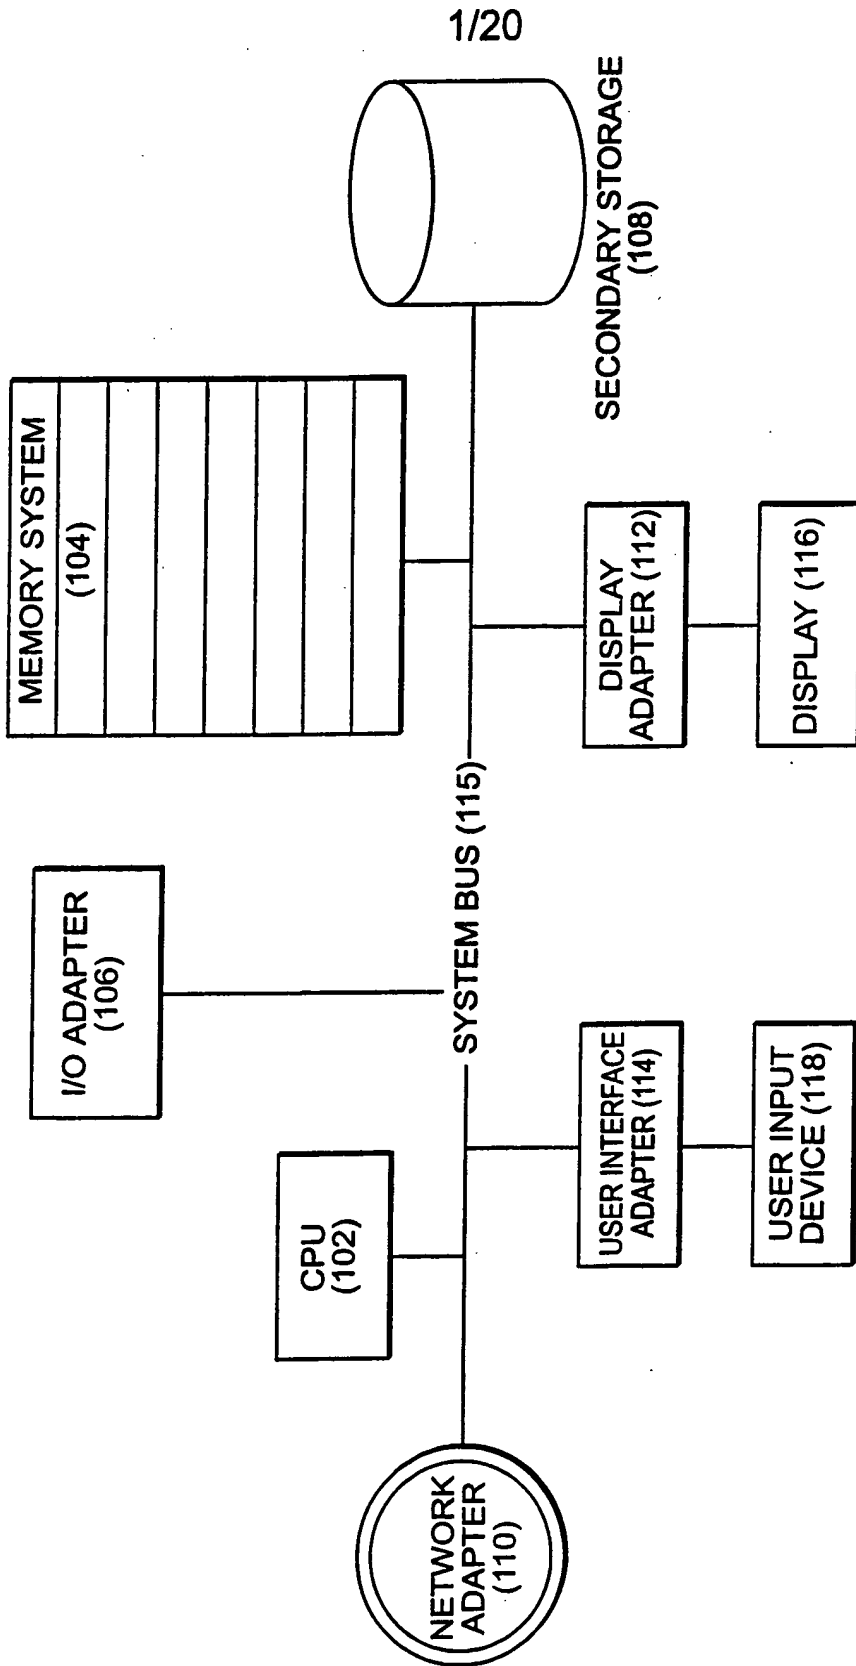 1/20
MEMORY SYSTEM
(104)
I/O ADAPTER
(106)
CPU
(102)
NETWORK
ADAPTER
(110)
SYSTEM BUS (115)
SECONDARY STORAGE
(108)
USER INTERFACE
ADAPTER (114)
USER INPUT
DEVICE (118)
DISPLAY
ADAPTER (112)
DISPLAY (116)